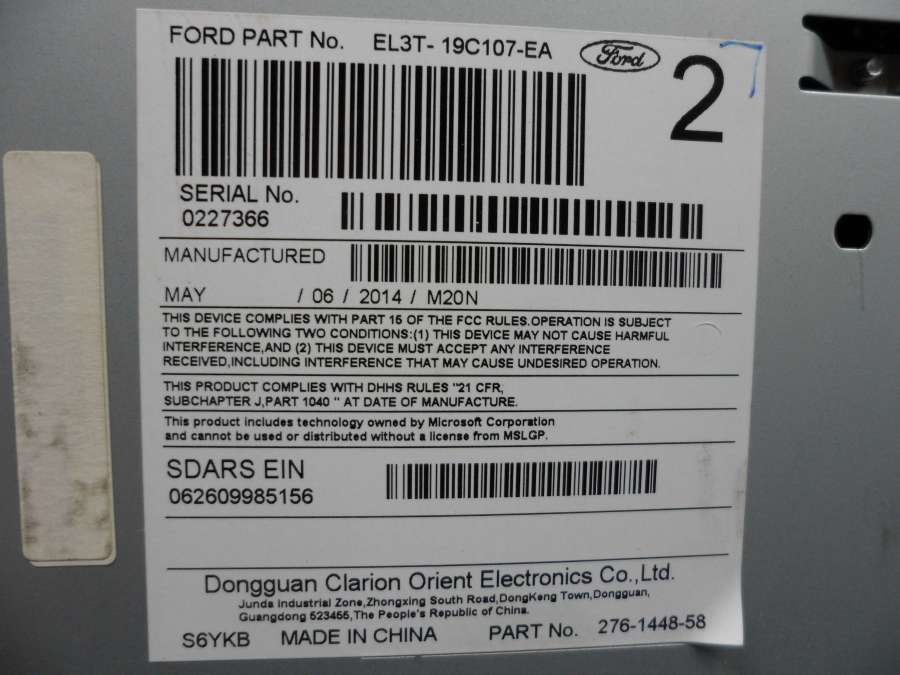 FORD PART No. EL3T-19C107-EA Ford
2
SERIAL No.
0227366
MANUFACTURED
MAY / 06 / 2014 / M20N
THIS DEVICE COMPLIES WITH PART 15 OF THE FCC RULES.OPERATION IS SUBJECT
TO THE FOLLOWING TWO CONDITIONS:(1) THIS DEVICE MAY NOT CAUSE HARMFUL
INTERFERENCE,AND (2) THIS DEVICE MUST ACCEPT ANY INTERFERENCE
RECEIVED,INCLUDING INTERFERENCE THAT MAY CAUSE UNDESIRED OPERATION.
THIS PRODUCT COMPLIES WITH DHHS RULES "21 CFR,
SUBCHAPTER J,PART 1040 " AT DATE OF MANUFACTURE.
This product includes technology owned by Microsoft Corporation
and cannot be used or distributed without a license from MSLGP.
SDARS EIN
062609985156
Dongguan Clarion Orient Electronics Co.,Ltd.
Junda Industrial Zone,Zhongxing South Road,DongKeng Town,Dongguan,
Guangdong 523455,The People's Republic of China.
S6YKB MADE IN CHINA PART No. 276-1448-58